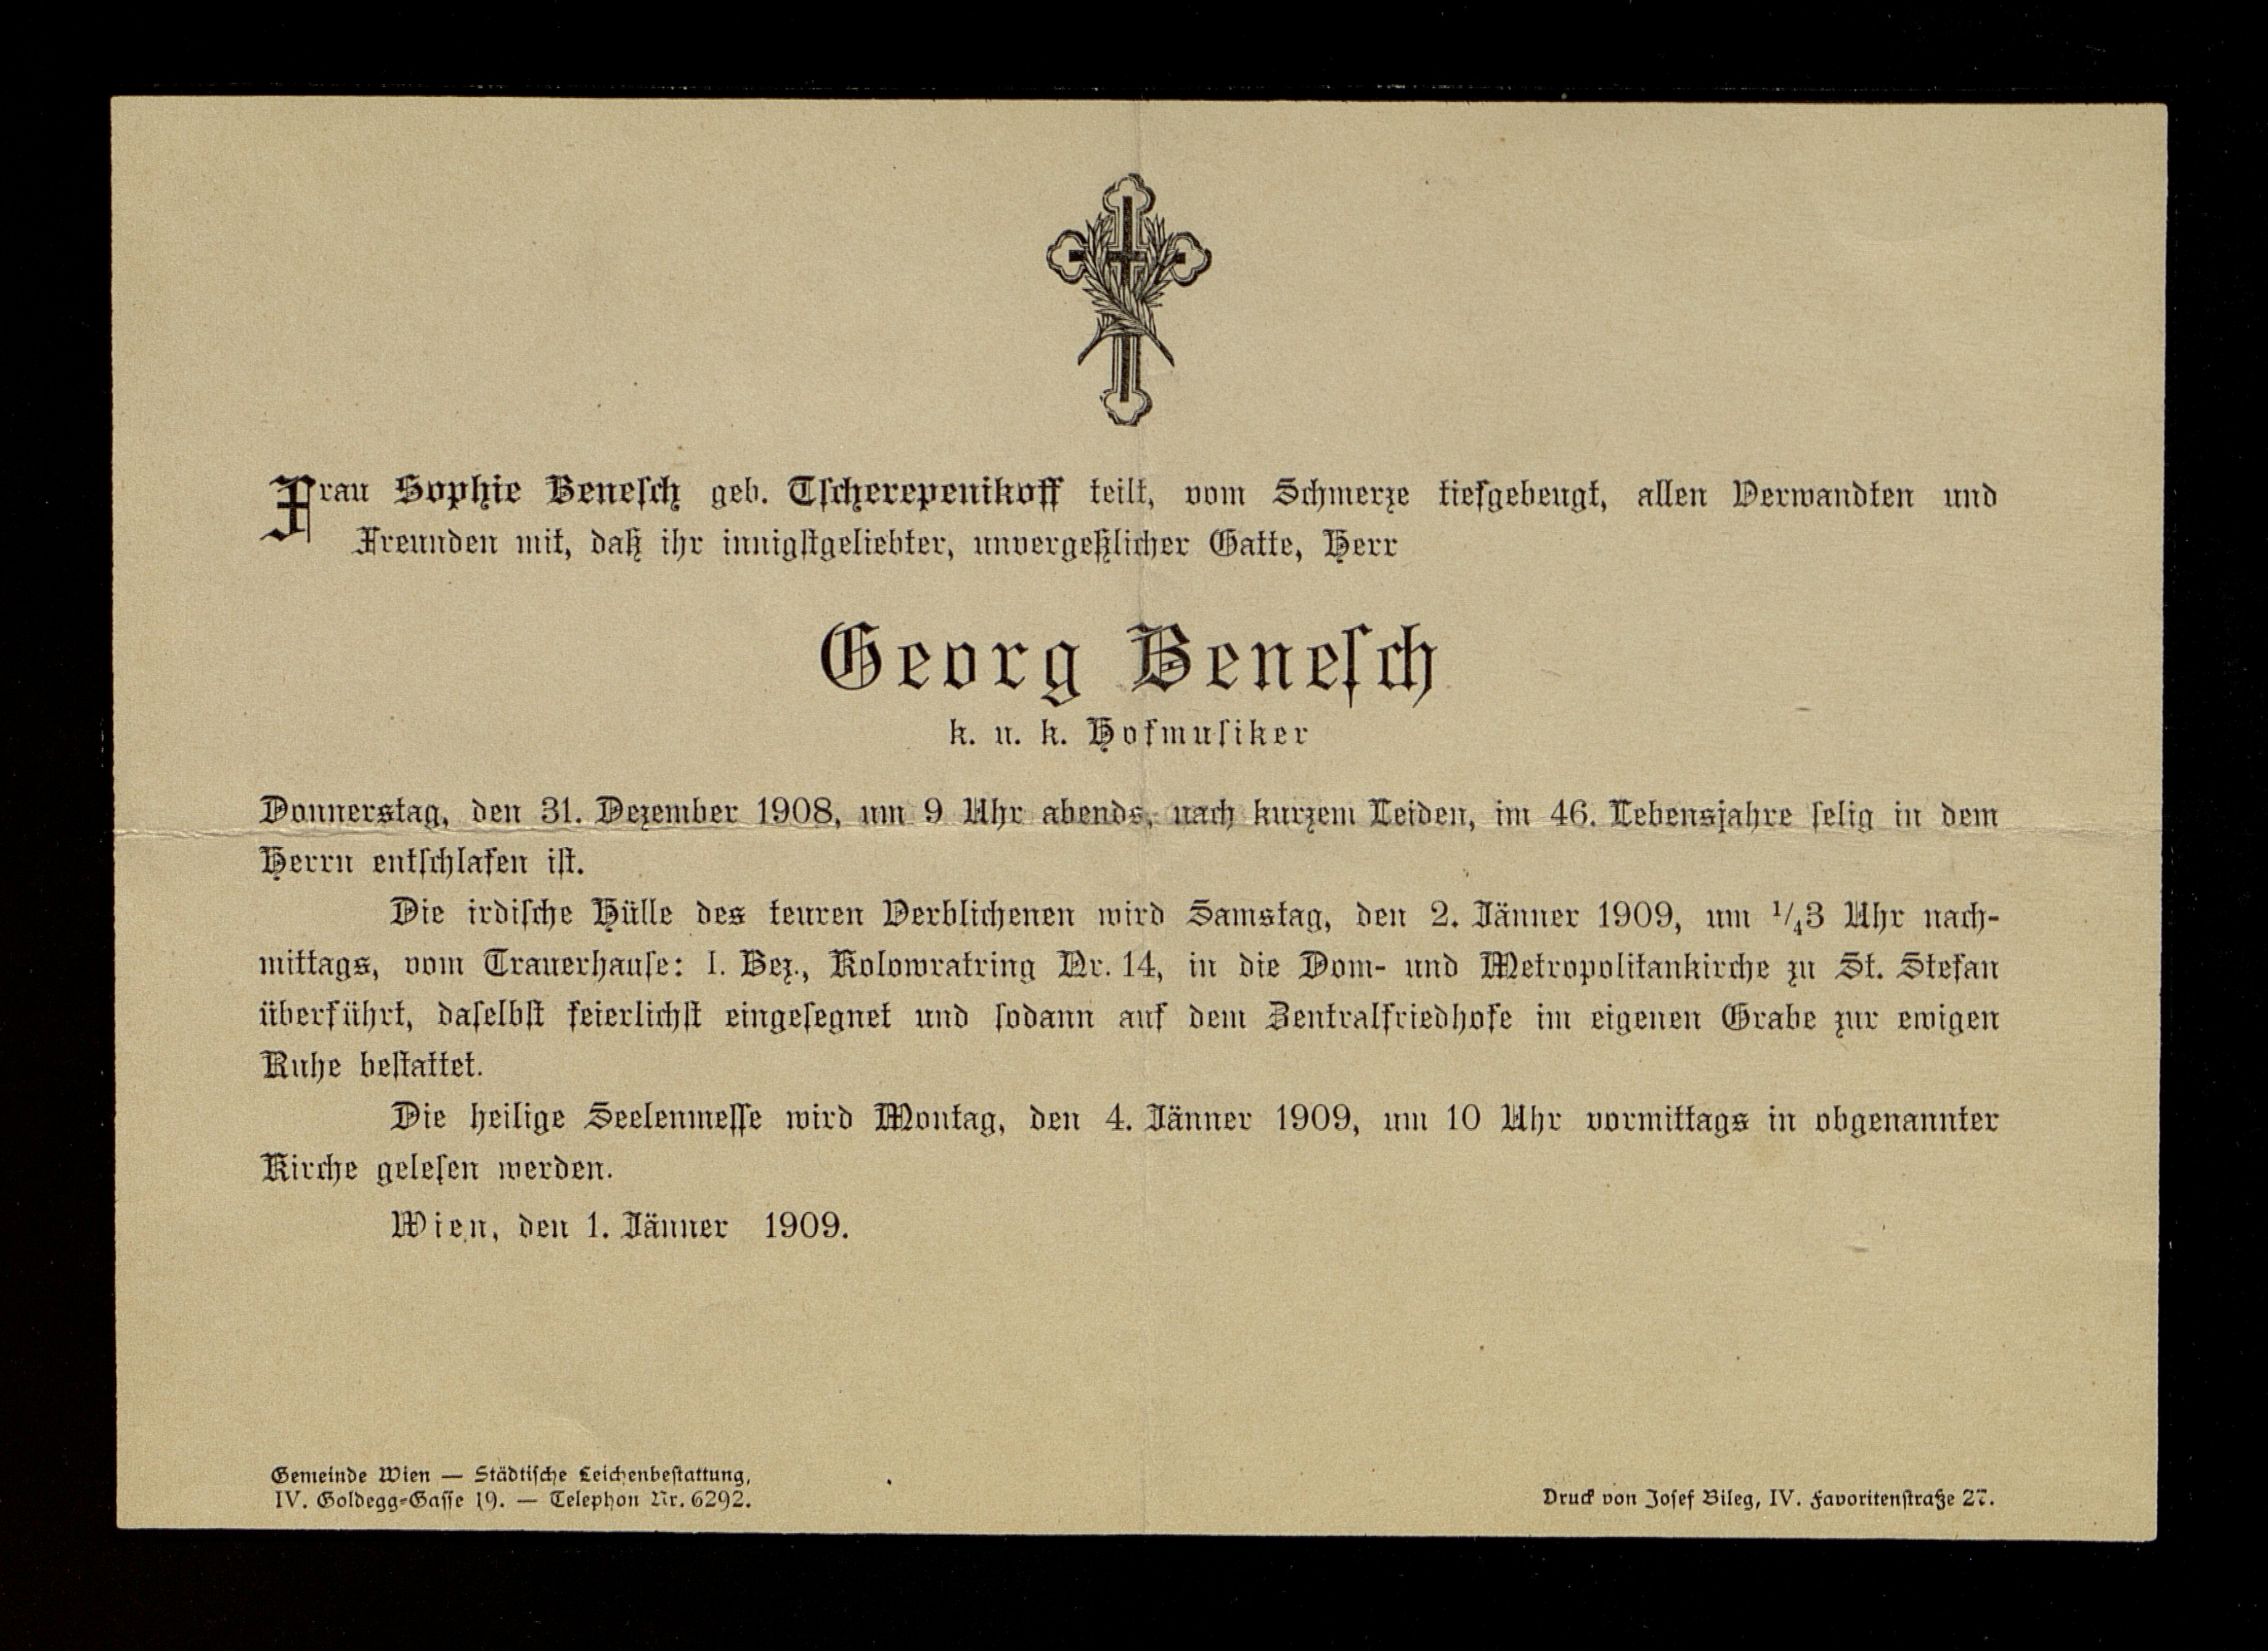 Frau Sophie Beneſch geb. Tſcherepenikoff teilt, vom Schmerze tiefgebeugt, allen Verwandten und
Freunden mit, daß ihr innigſtgeliebter, unvergeßlicher Gatte, Herr
Georg Beneſch
k. u. k. Hofmuſiker
Donnerstag, den 31. Dezember 1908, um 9 Uhr abends, nach kurzem Leiden, im 46. Lebensjahre ſelig in dem
Herrn entſchlafen iſt.
Die irdiſche Hülle des teuren Verblichenen wird Samstag, den 2. Jänner 1909, um 1/43 Uhr nach-
mittags, vom Trauerhauſe: I. Bez., Kolowratring Nr. 14, in die Dom- und Metropolitankirche zu St. Stefan
überführt, daſelbſt feierlichſt eingeſegnet und ſodann auf dem Zentralfriedhofe im eigenen Grabe zur ewigen
Ruhe beſtattet.
Die heilige Seelenmeſſe wird Montag, den 4. Jänner 1909, um 10 Uhr vormittags in obgenannter
Kirche geleſen werden.
Wien, den 1. Jänner 1909.
Gemeinde Wien — Städtiſche Leichenbeſtattung,
IV. Goldegg-Gaſſe 19. — Telephon Nr. 6292.
Druck von Joſef Bileg, IV. Favoritenſtraße 27.